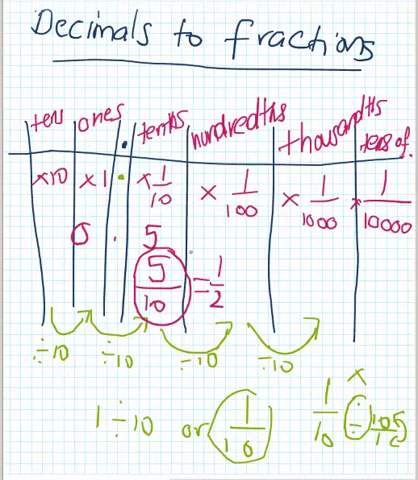 Decimals to fractions
tens ones . tenths hundredths thousandths tens of
×10 ×1 . × 1/10 × 1/100 × 1/1000 × 1/10000
0 . 5
5/10 = 1/2
÷10 ÷10 ÷10 ÷10
1 ÷ 10 or 1/10 1/10 ÷
×